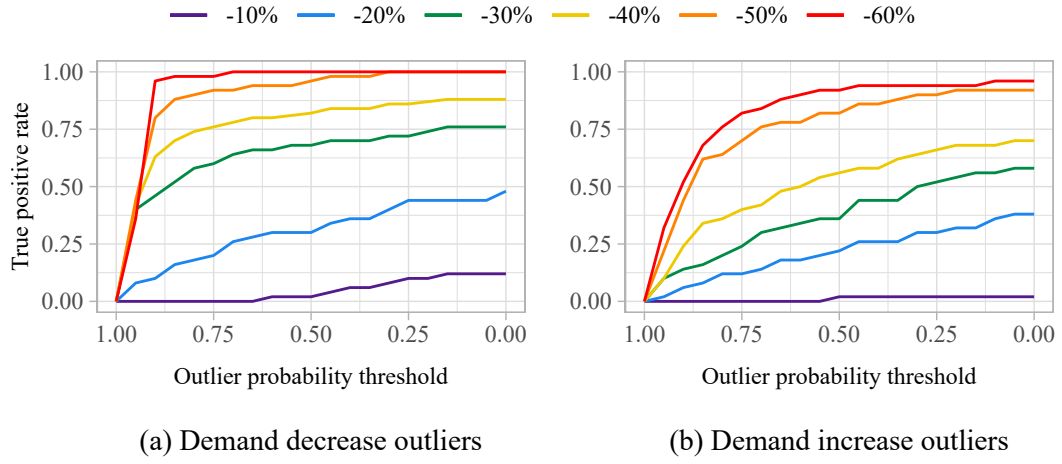 -10% -20% -30% -40% -50% -60%
True positive rate
1.00
0.75
0.50
0.25
0.00
1.00 0.75 0.50 0.25 0.00
Outlier probability threshold
(a) Demand decrease outliers
1.00
0.75
0.50
0.25
0.00
1.00 0.75 0.50 0.25 0.00
Outlier probability threshold
(b) Demand increase outliers